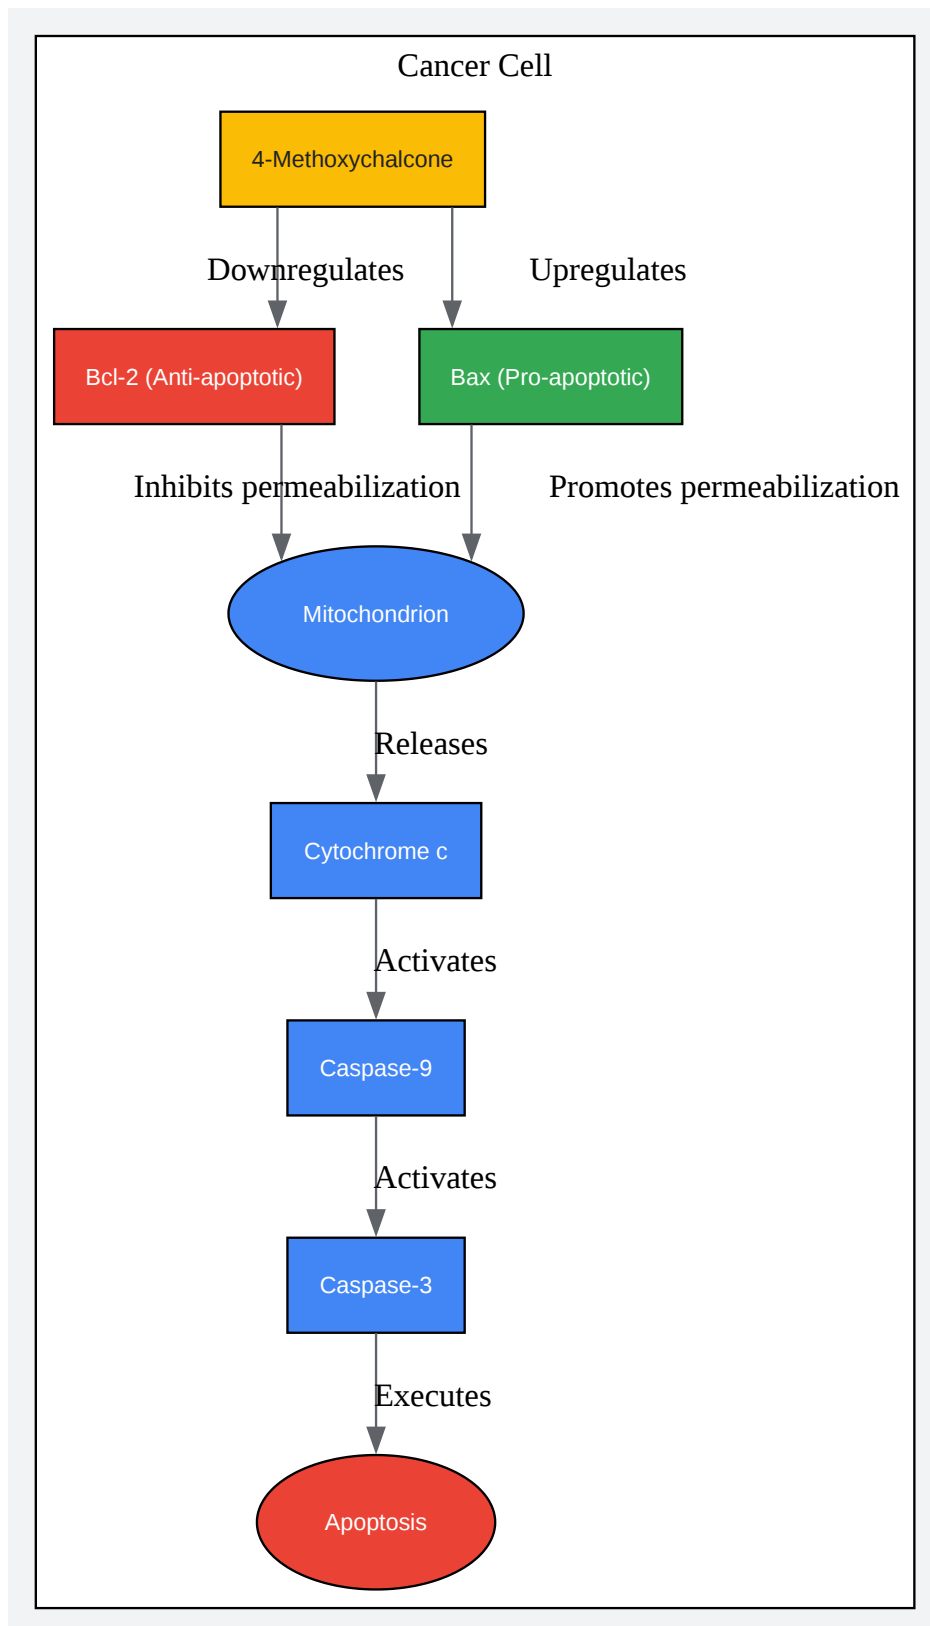 Cancer Cell
4-Methoxychalcone
Downregulates
Upregulates
Bcl-2 (Anti-apoptotic)
Bax (Pro-apoptotic)
Inhibits permeabilization
Promotes permeabilization
Mitochondrion
Releases
Cytochrome c
Activates
Caspase-9
Activates
Caspase-3
Executes
Apoptosis